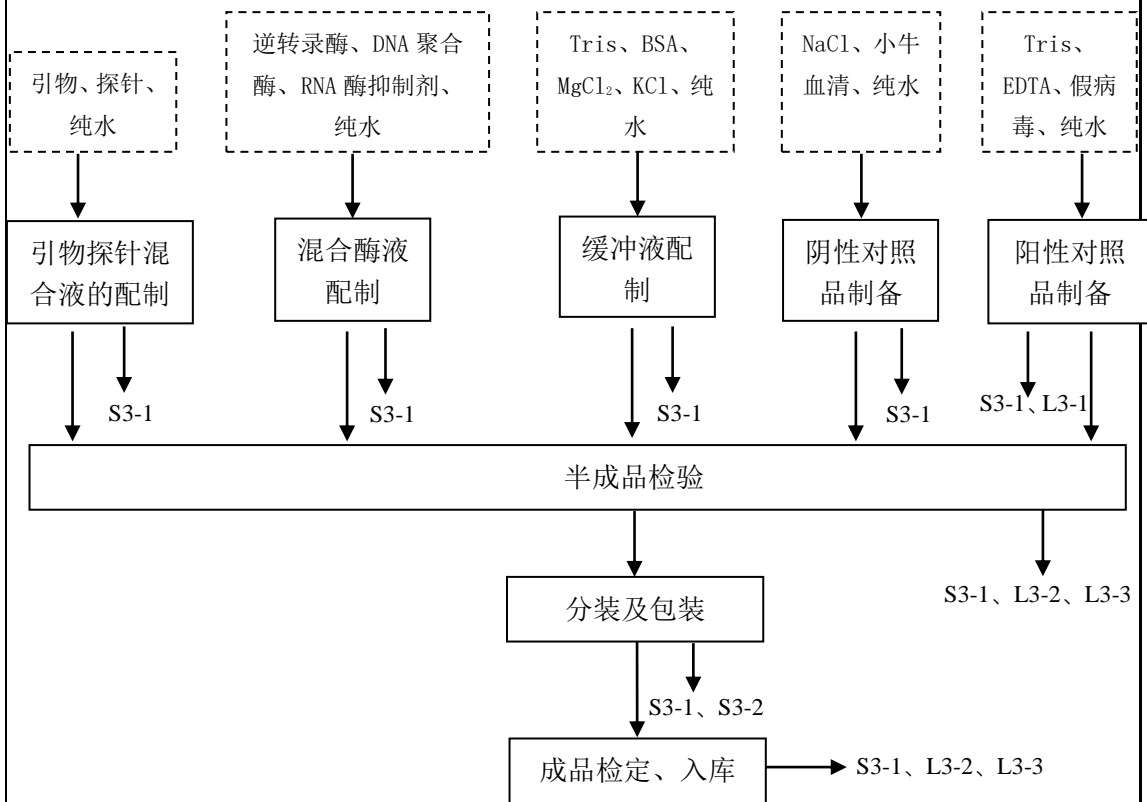 引物、探针、
纯水
逆转录酶、DNA 聚合
酶、RNA 酶抑制剂、
纯水
Tris、BSA、
MgCl₂、KCl、纯
水
NaCl、小牛
血清、纯水
Tris、
EDTA、假病
毒、纯水
引物探针混
合液的配制
混合酶液
配制
缓冲液配
制
阴性对照
品制备
阳性对照
品制备
S3-1
S3-1
S3-1
S3-1
S3-1、L3-1
半成品检验
S3-1、L3-2、L3-3
分装及包装
S3-1、S3-2
成品检定、入库
S3-1、L3-2、L3-3